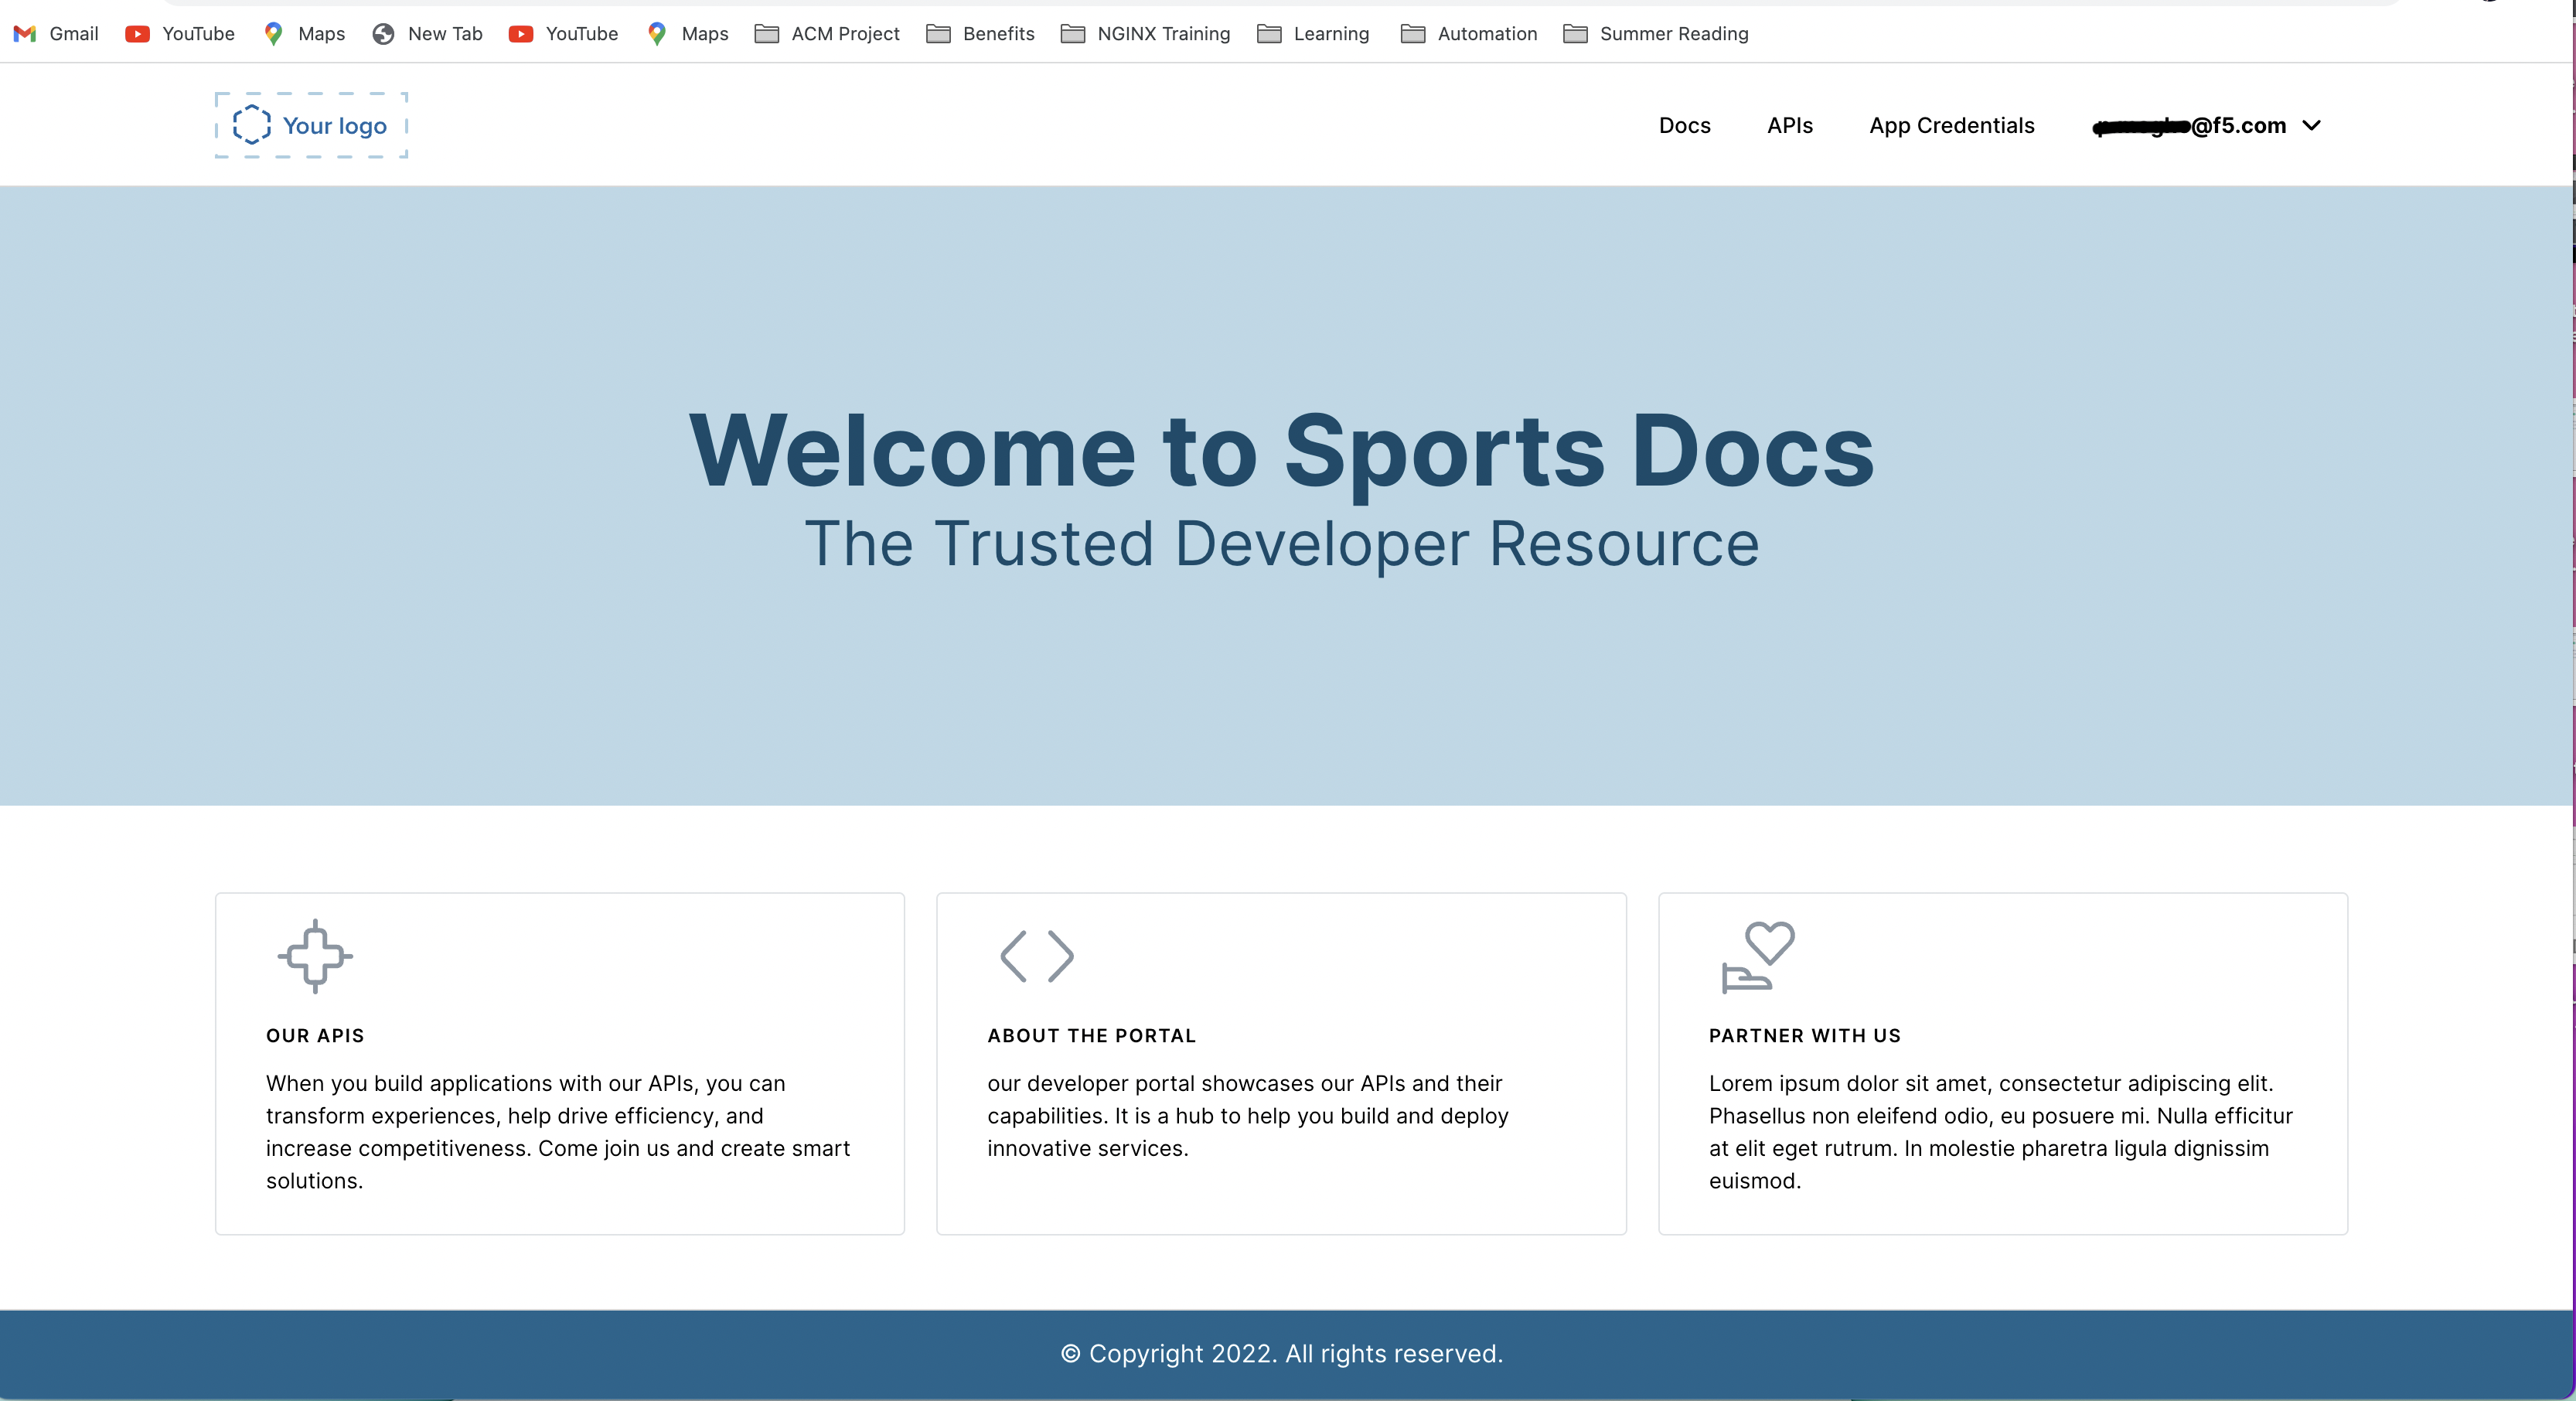 Gmail YouTube Maps New Tab YouTube Maps ACM Project Benefits NGINX Training Learning Automation Summer Reading
Your logo Docs APIs App Credentials @f5.com
Welcome to Sports Docs
The Trusted Developer Resource
OUR APIS
When you build applications with our APIs, you can
transform experiences, help drive efficiency, and
increase competitiveness. Come join us and create smart
solutions.
ABOUT THE PORTAL
our developer portal showcases our APIs and their
capabilities. It is a hub to help you build and deploy
innovative services.
PARTNER WITH US
Lorem ipsum dolor sit amet, consectetur adipiscing elit.
Phasellus non eleifend odio, eu posuere mi. Nulla efficitur
at elit eget rutrum. In molestie pharetra ligula dignissim
euismod.
© Copyright 2022. All rights reserved.